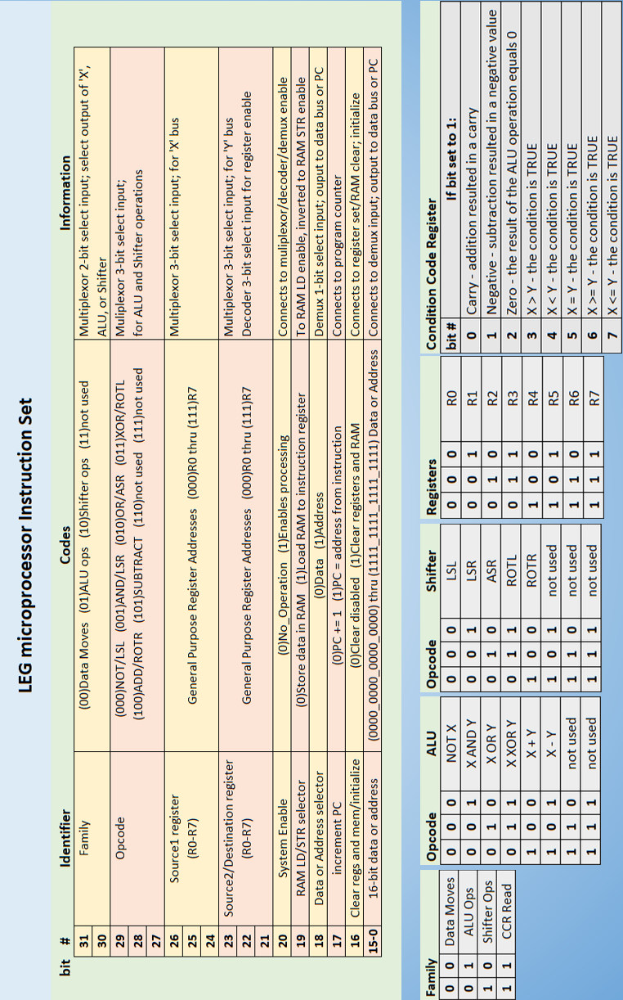 LEG microprocessor Instruction Set
bit # Identifier Codes Information
31 Family (00)Data Moves (01)ALU ops (10)Shifter ops (11)not used Multiplexor 2-bit select input; select output of 'X',
30 ALU, or Shifter
29 Opcode (000)NOT/LSL (001)AND/LSR (010)OR/ASR (011)XOR/ROTL Muliplexor 3-bit select input;
28 (100)ADD/ROTR (101)SUBTRACT (110)not used (111)not used for ALU and Shifter operations
27
26 Source1 register
25 (R0-R7) General Purpose Register Addresses (000)R0 thru (111)R7 Multiplexor 3-bit select input; for 'X' bus
24
23 Source2/Destination register Multiplexor 3-bit select input; for 'Y' bus
22 (R0-R7) General Purpose Register Addresses (000)R0 thru (111)R7 Decoder 3-bit select input for register enable
21
20 System Enable (0)No_Operation (1)Enables processing Connects to muliplexor/decoder/demux enable
19 RAM LD/STR selector (0)Store data in RAM (1)Load RAM to instruction register To RAM LD enable, inverted to RAM STR enable
18 Data or Address selector (0)Data (1)Address Demux 1-bit select input; ouput to data bus or PC
17 increment PC (0)PC += 1 (1)PC = address from instruction Connects to program counter
16 Clear regs and mem/initialize (0)Clear disabled (1)Clear registers and RAM Connects to register set/RAM clear; initialize
15-0 16-bit data or address (0000_0000_0000_0000) thru (1111_1111_1111_1111) Data or Address Connects to demux input; output to data bus or PC
Family
0 0 Data Moves
0 1 ALU Ops
1 0 Shifter Ops
1 1 CCR Read
Opcode ALU
0 0 0 NOT X
0 0 1 X AND Y
0 1 0 X OR Y
0 1 1 X XOR Y
1 0 0 X + Y
1 0 1 X - Y
1 1 0 not used
1 1 1 not used
Opcode Shifter
0 0 0 LSL
0 0 1 LSR
0 1 0 ASR
0 1 1 ROTL
1 0 0 ROTR
1 0 1 not used
1 1 0 not used
1 1 1 not used
Registers
0 0 0 R0
0 0 1 R1
0 1 0 R2
0 1 1 R3
1 0 0 R4
1 0 1 R5
1 1 0 R6
1 1 1 R7
Condition Code Register
bit # If bit set to 1:
0 Carry - addition resulted in a carry
1 Negative - subtraction resulted in a negative value
2 Zero - the result of the ALU operation equals 0
3 X > Y - the condition is TRUE
4 X < Y - the condition is TRUE
5 X = Y - the condition is TRUE
6 X >= Y - the condition is TRUE
7 X <= Y - the condition is TRUE